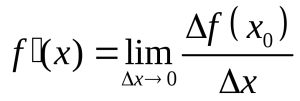 f′(x) = lim_{Δx→0} Δf(x₀) / Δx